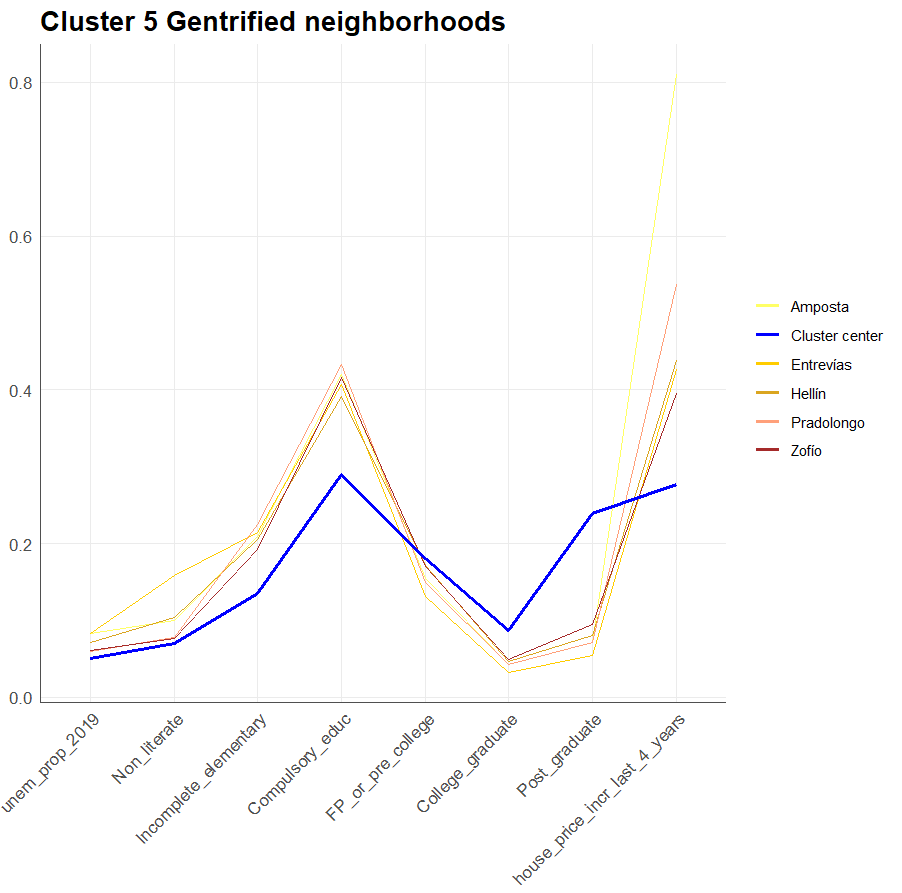 Cluster 5 Gentrified neighborhoods
0.8
0.6
0.4
0.2
0.0
unem_prop_2019
Non_literate
Incomplete_elementary
Compulsory_educ
FP_or_pre_college
College_graduate
Post_graduate
house_price_incr_last_4_years
Amposta
Cluster center
Entrevías
Hellín
Pradolongo
Zofío